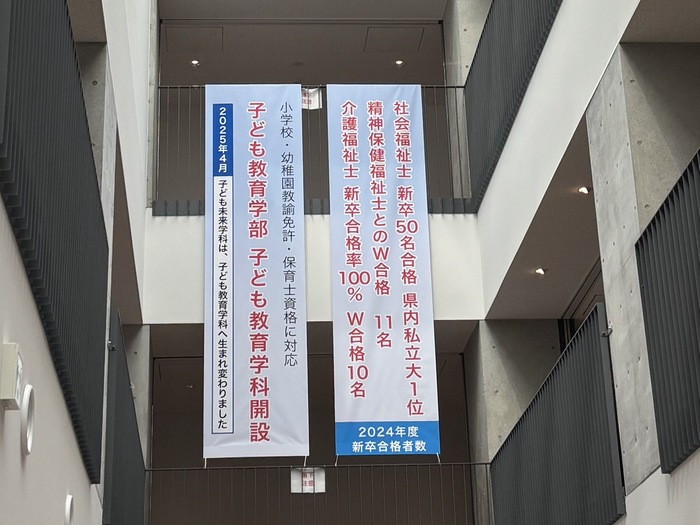 社会福祉士 新卒50名合格 県内私立大1位
精神保健福祉士とのW合格 11名
介護福祉士 新卒合格率100% W合格10名
2024年度
新卒合格者数
小学校・幼稚園教諭免許・保育士資格に対応
子ども教育学部 子ども教育学科開設
2025年4月 子ども未来学科は、子ども教育学科へ生まれ変わりました